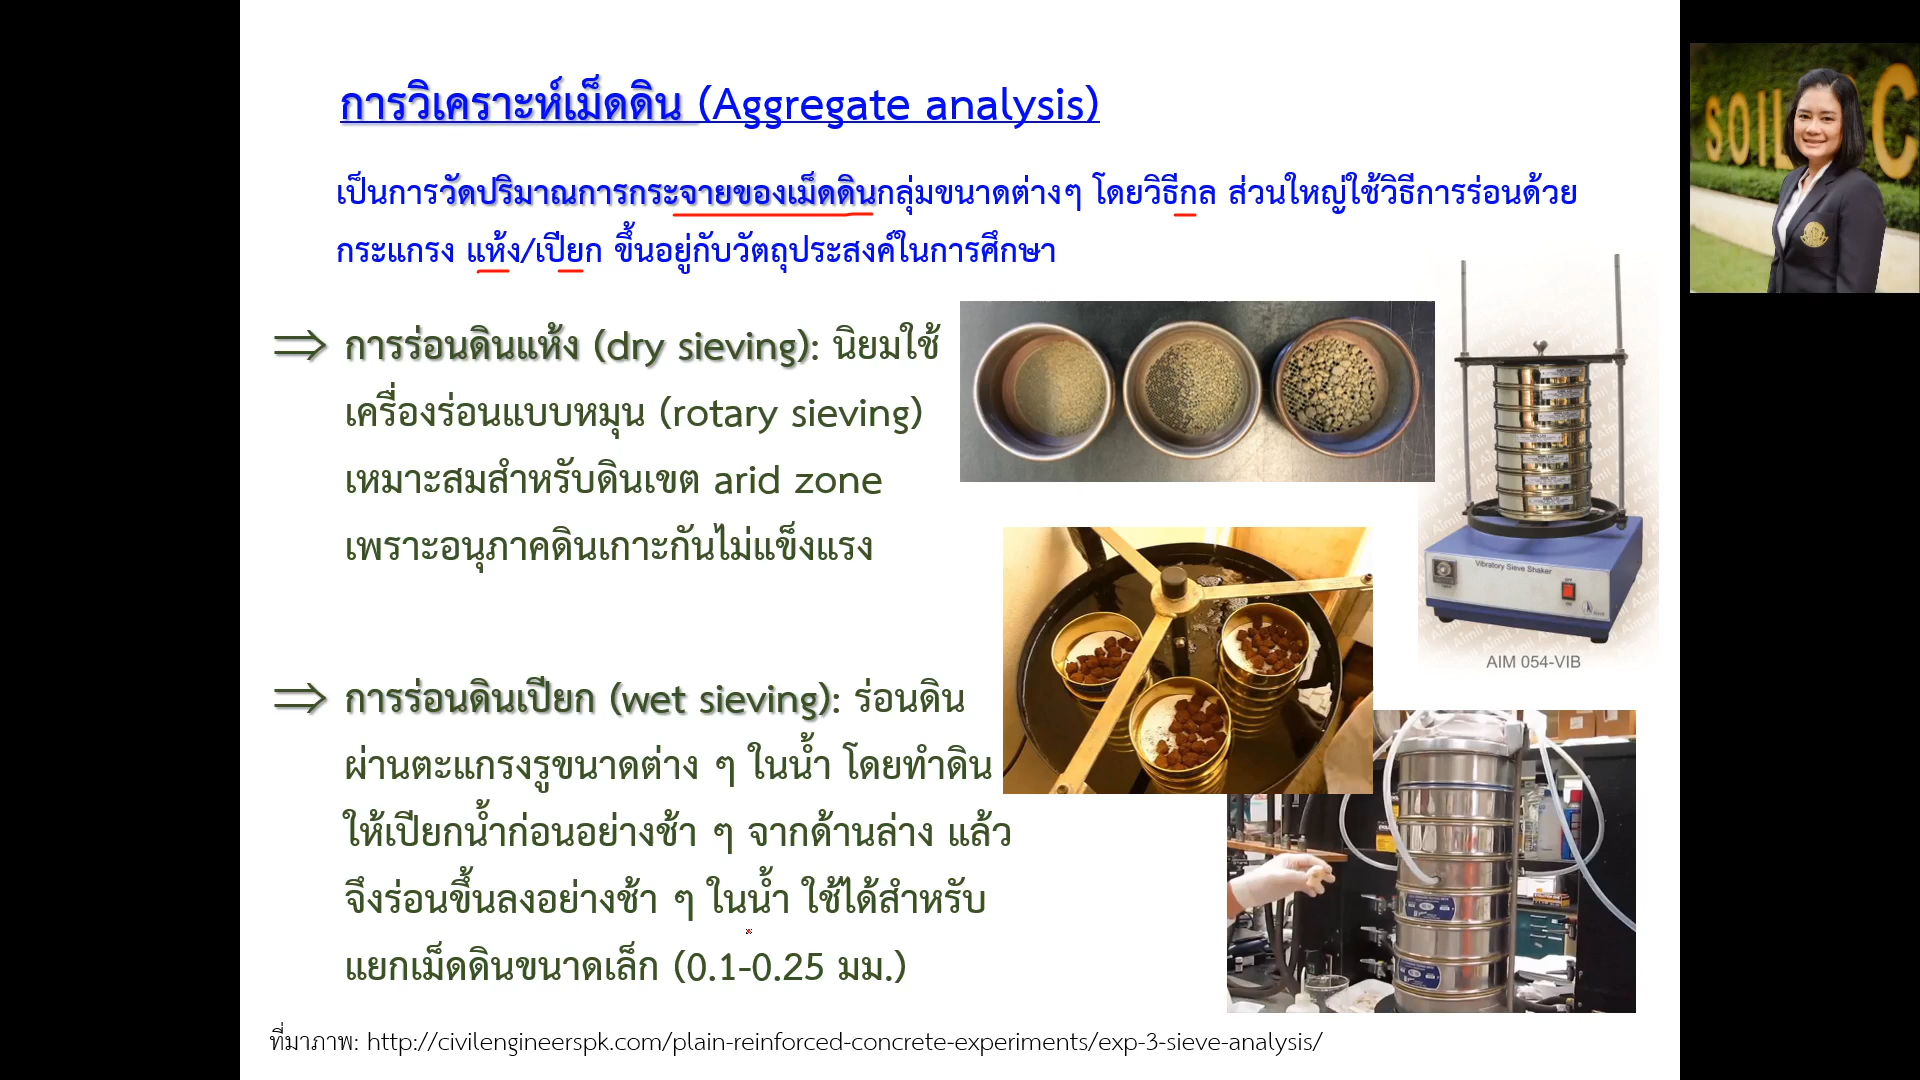 การวิเคราะห์เม็ดดิน (Aggregate analysis)
เป็นการวัดปริมาณการกระจายของเม็ดดินกลุ่มขนาดต่างๆ โดยวิธีกล ส่วนใหญ่ใช้วิธีการร่อนด้วย
กระแกรง แห้ง/เปียก ขึ้นอยู่กับวัตถุประสงค์ในการศึกษา
⇒ การร่อนดินแห้ง (dry sieving): นิยมใช้
เครื่องร่อนแบบหมุน (rotary sieving)
เหมาะสมสำหรับดินเขต arid zone
เพราะอนุภาคดินเกาะกันไม่แข็งแรง
⇒ การร่อนดินเปียก (wet sieving): ร่อนดิน
ผ่านตะแกรงรูขนาดต่าง ๆ ในน้ำ โดยทำดิน
ให้เปียกน้ำก่อนอย่างช้า ๆ จากด้านล่าง แล้ว
จึงร่อนขึ้นลงอย่างช้า ๆ ในน้ำ ใช้ได้สำหรับ
แยกเม็ดดินขนาดเล็ก (0.1-0.25 มม.)
Vibratory Sieve Shaker
AIM 054-VIB
ที่มาภาพ: http://civilengineerspk.com/plain-reinforced-concrete-experiments/exp-3-sieve-analysis/
SOIL
C